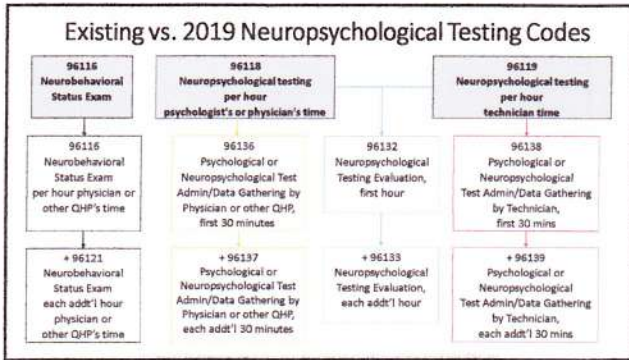 Existing vs. 2019 Neuropsychological Testing Codes
96116
Neurobehavioral
Status Exam
96118
Neuropsychological testing
per hour
psychologist's or physician's time
96119
Neuropsychological testing
per hour
technician time
96116
Neurobehavioral
Status Exam
per hour physician or
other QHP's time
96136
Psychological or
Neuropsychological Test
Admin/Data Gathering by
Physician or other QHP,
first 30 minutes
96132
Neuropsychological
Testing Evaluation,
first hour
96138
Psychological or
Neuropsychological
Test Admin/Data Gathering
by Technician,
first 30 mins
+ 96121
Neurobehavioral
Status Exam
each addt'l hour
physician or
other QHP's time
+ 96137
Psychological or
Neuropsychological Test
Admin/Data Gathering by
Physician or other QHP,
each addt'l 30 minutes
+ 96133
Neuropsychological
Testing Evaluation,
each addt'l hour
+ 96139
Psychological or
Neuropsychological
Test Admin/Data Gathering
by Technician,
each addt'l 30 mins